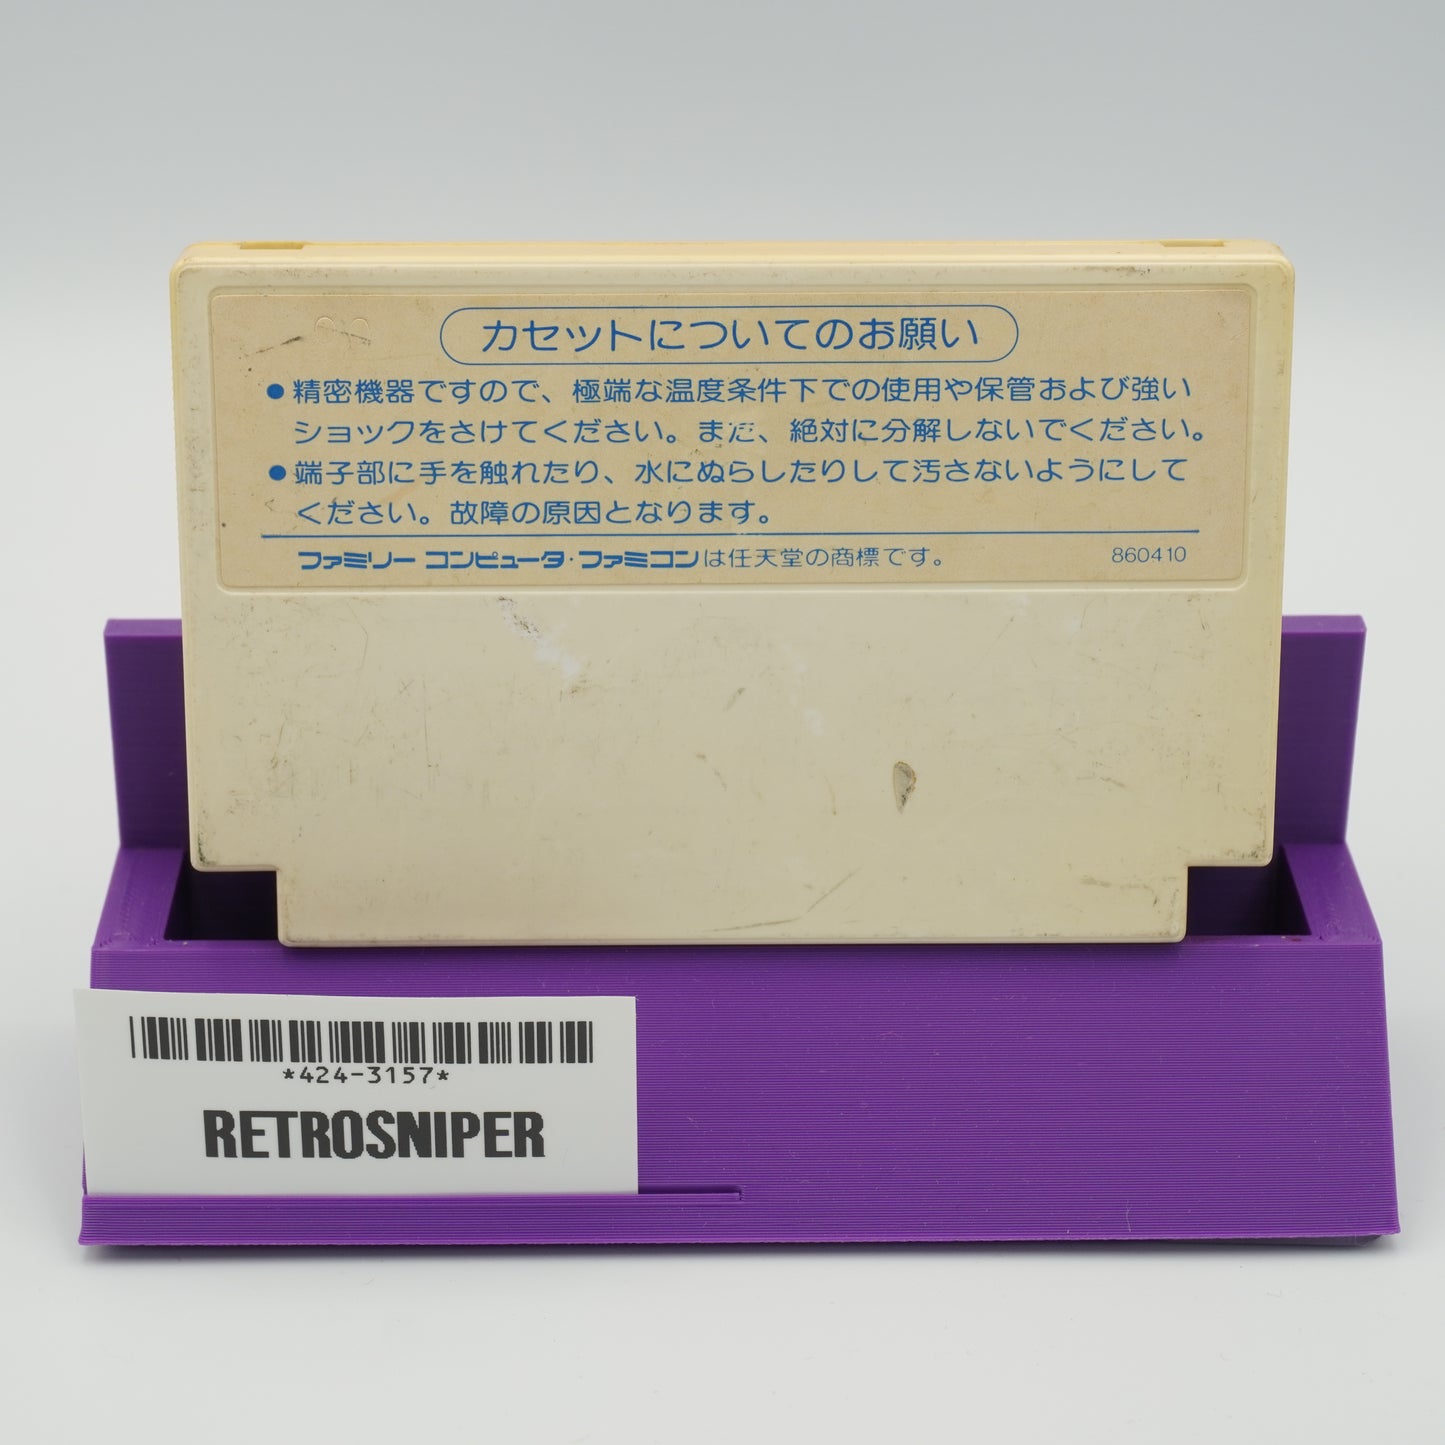 カセットについてのお願い
●精密機器ですので、極端な温度条件下での使用や保管および強い
ショックをさけてください。また、絶対に分解しないでください。
●端子部に手を触れたり、水にぬらしたりして汚さないようにして
ください。故障の原因となります。
ファミリー コンピュータ・ファミコンは任天堂の商標です。 860410
*424-3157*
RETROSNIPER